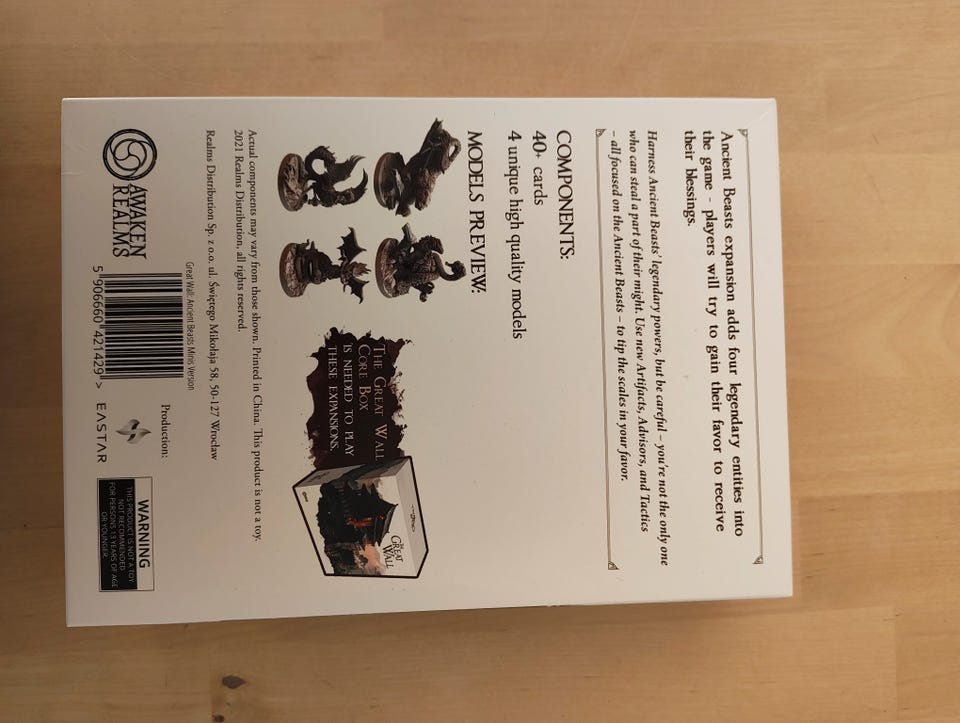 Ancient Beasts expansion adds four legendary entities into
the game - players will try to gain their favor to receive
their blessings.
Harness Ancient Beasts' legendary powers, but be careful – you're not the only one
who can steal a part of their might. Use new Artifacts, Advisors, and Tactics
– all focused on the Ancient Beasts – to tip the scales in your favor.
COMPONENTS:
40+ cards
4 unique high quality models
MODELS PREVIEW:
THE GREAT WALL
CORE BOX
IS NEEDED TO PLAY
THESE EXPANSIONS.
THE GREAT
WALL
Actual components may vary from those shown. Printed in China. This product is not a toy.
2021 Realms Distribution, all rights reserved.
Realms Distribution Sp. z o.o. ul. Świętego Mikołaja 58, 50-127 Wrocław
AWAKEN
REALMS
Great Wall: Ancient Beasts Minis Version
5 906660 421429 >
Production:
EASTAR
WARNING
THIS PRODUCT IS NOT A TOY
NOT RECOMMENDED
FOR PERSONS 13 YEARS OF AGE
OR YOUNGER.